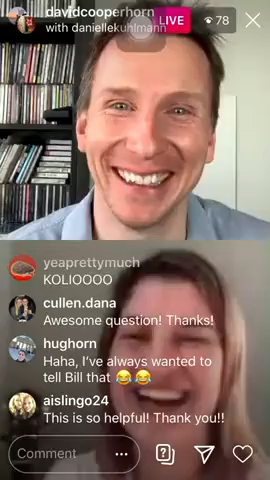 davidcooperhorn
LIVE
78
with daniellekuhlmann
yeaprettymuch
KOLIOOOO
cullen.dana
Awesome question! Thanks!
hughorn
Haha, I've always wanted to
tell Bill that 😂😂
aislingo24
This is so helpful! Thank you!!
Comment